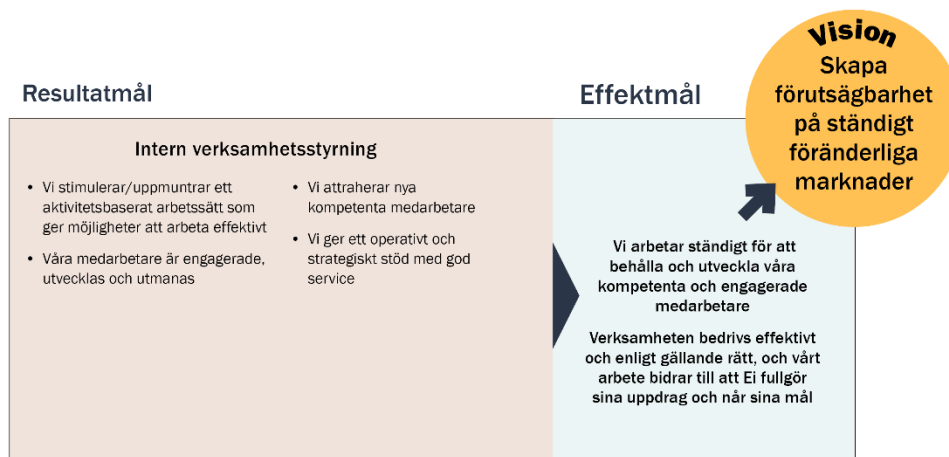 Vision
Skapa
förutsägbarhet
på ständigt
föränderliga
marknader
Resultatmål
Effektmål
Intern verksamhetsstyrning
• Vi stimulerar/uppmuntrar ett
aktivitetsbaserat arbetssätt som
ger möjligheter att arbeta effektivt
• Våra medarbetare är engagerade,
utvecklas och utmanas
• Vi attraherar nya
kompetenta medarbetare
• Vi ger ett operativt och
strategiskt stöd med god
service
Vi arbetar ständigt för att
behålla och utveckla våra
kompetenta och engagerade
medarbetare
Verksamheten bedrivs effektivt
och enligt gällande rätt, och vårt
arbete bidrar till att Ei fullgör
sina uppdrag och når sina mål